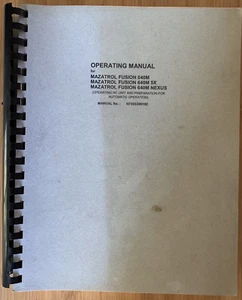 OPERATING MANUAL
for
MAZATROL FUSION 640M
MAZATROL FUSION 640M 5X
MAZATROL FUSION 640M NEXUS
(OPERATING NC UNIT AND PREPARATION FOR
AUTOMATIC OPERATION)
MANUAL No.: